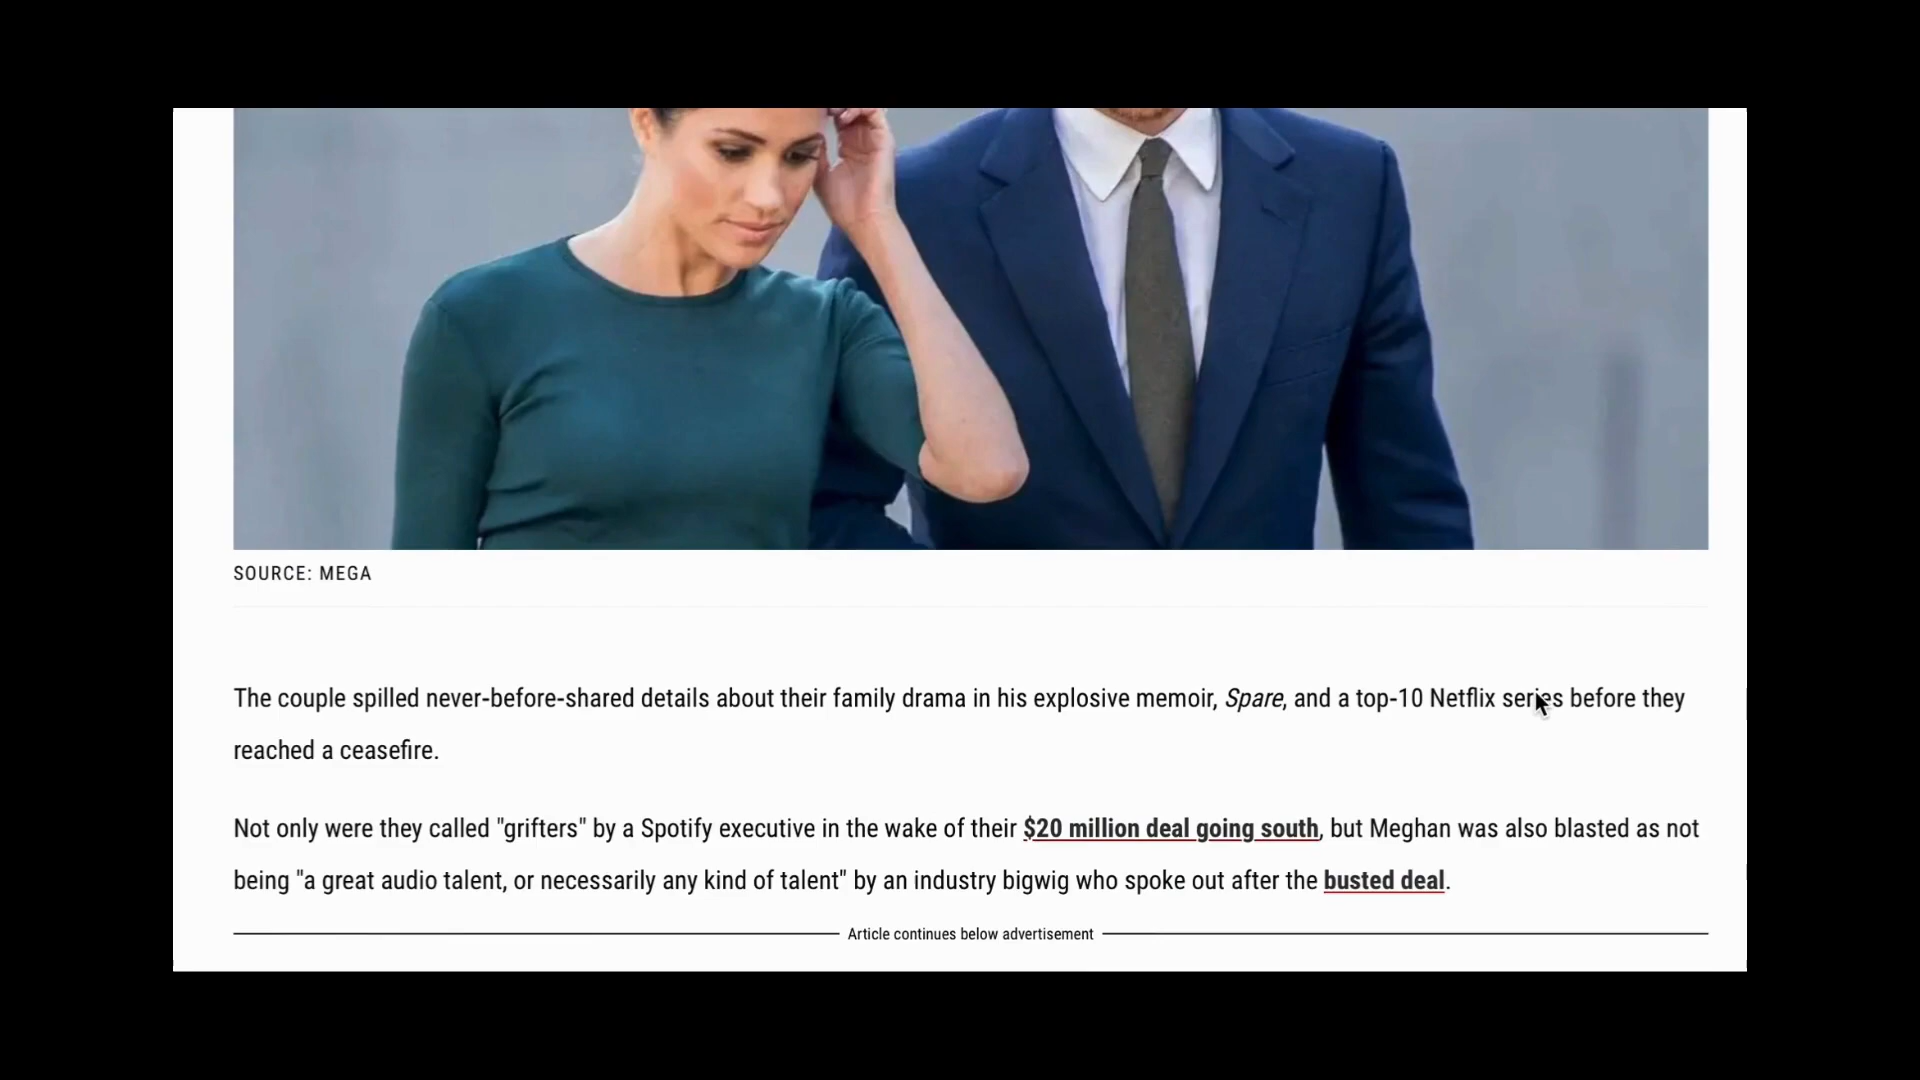 SOURCE: MEGA
The couple spilled never-before-shared details about their family drama in his explosive memoir, Spare, and a top-10 Netflix series before they
reached a ceasefire.
Not only were they called "grifters" by a Spotify executive in the wake of their $20 million deal going south, but Meghan was also blasted as not
being "a great audio talent, or necessarily any kind of talent" by an industry bigwig who spoke out after the busted deal.
Article continues below advertisement